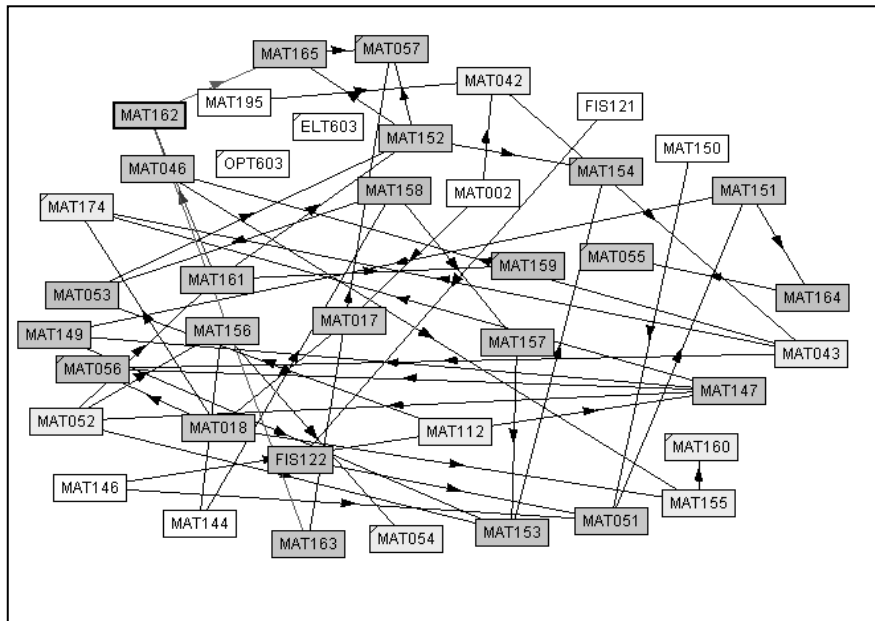 MAT165
MAT057
MAT042
MAT195
FIS121
MAT162
ELT603
MAT152
MAT150
MAT046
OPT603
MAT154
MAT158
MAT002
MAT151
MAT174
MAT159
MAT055
MAT161
MAT053
MAT164
MAT149
MAT156
MAT017
MAT157
MAT043
MAT056
MAT147
MAT052
MAT018
MAT112
MAT160
FIS122
MAT146
MAT155
MAT144
MAT163
MAT054
MAT153
MAT051